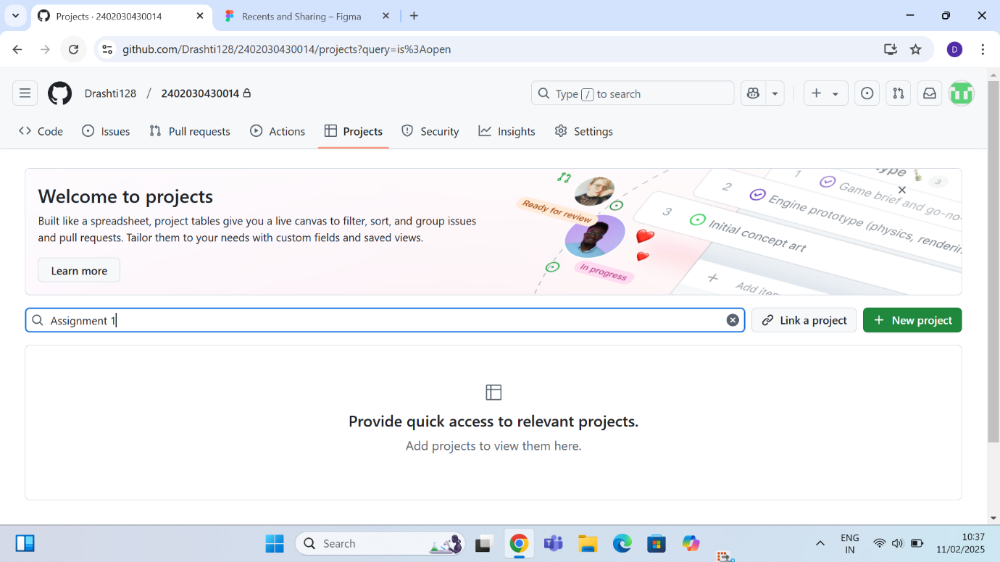 Projects · 2402030430014
Recents and Sharing – Figma
github.com/Drashti128/2402030430014/projects?query=is%3Aopen
D
Drashti128 / 2402030430014
Type / to search
Code
Issues
Pull requests
Actions
Projects
Security
Insights
Settings
Welcome to projects
Built like a spreadsheet, project tables give you a live canvas to filter, sort, and group issues
and pull requests. Tailor them to your needs with custom fields and saved views.
Learn more
Ready for review
In progress
1 Game brief and go-no-
3
2 Engine prototype (physics, renderin
3 Initial concept art
Add ite
Assignment 1
Link a project
New project
Provide quick access to relevant projects.
Add projects to view them here.
Search
ENG
IN
10:37
11/02/2025